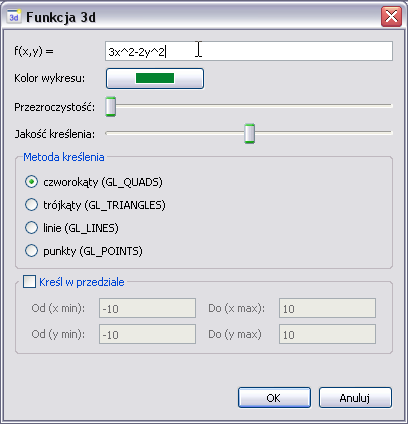 3d Funkcja 3d
f(x,y) = 3x^2-2y^2
Kolor wykresu:
Przezroczystość:
Jakość kreślenia:
Metoda kreślenia
czworokąty (GL_QUADS)
trójkąty (GL_TRIANGLES)
linie (GL_LINES)
punkty (GL_POINTS)
Kreśl w przedziale
Od (x min): -10 Do (x max): 10
Od (y min): -10 Do (y max) 10
OK Anuluj